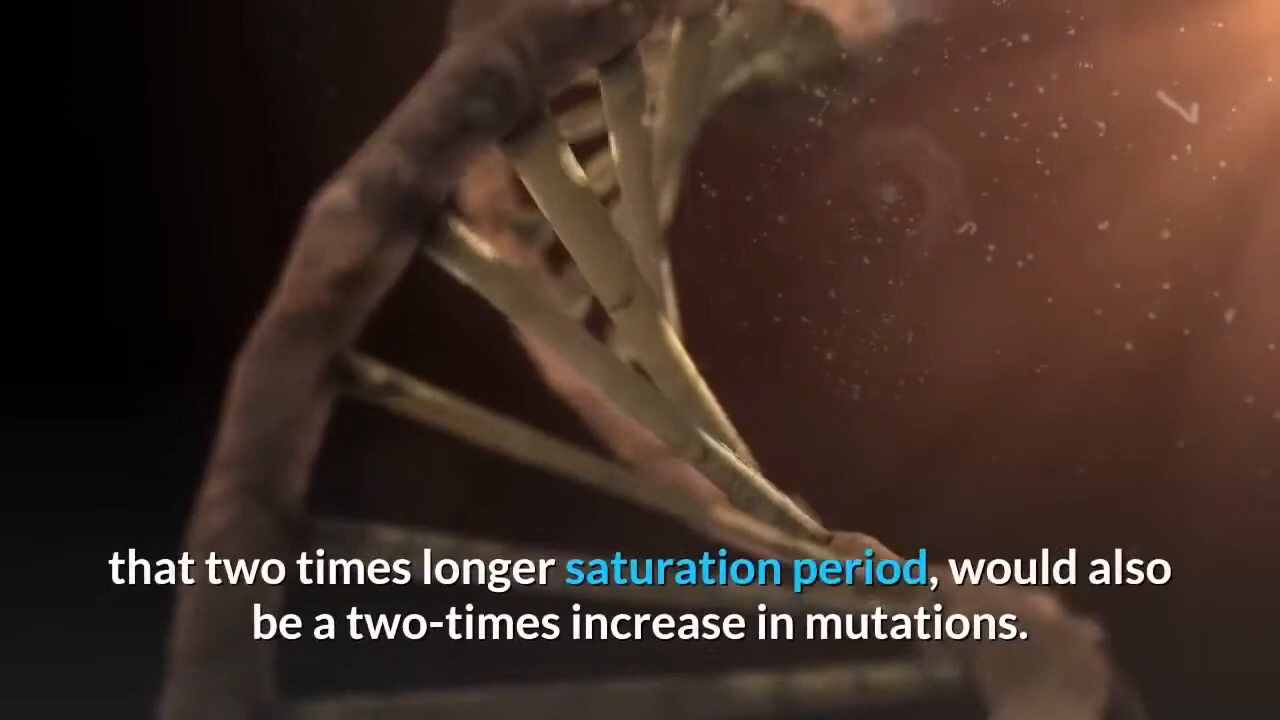 that two times longer saturation period, would also
be a two-times increase in mutations.